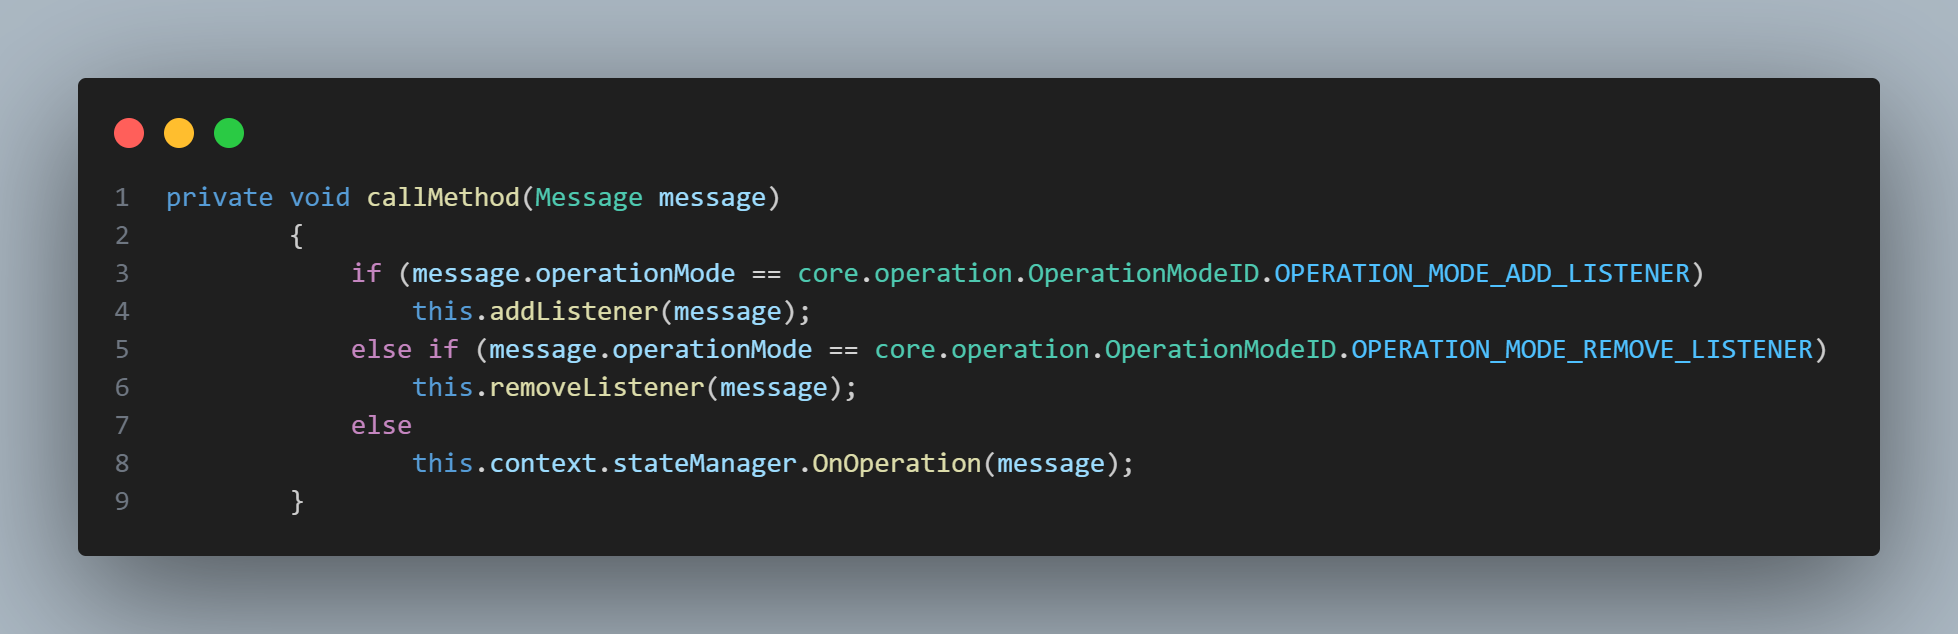 1 private void callMethod(Message message)
2         {
3             if (message.operationMode == core.operation.OperationModeID.OPERATION_MODE_ADD_LISTENER)
4                 this.addListener(message);
5             else if (message.operationMode == core.operation.OperationModeID.OPERATION_MODE_REMOVE_LISTENER)
6                 this.removeListener(message);
7             else
8                 this.context.stateManager.OnOperation(message);
9         }